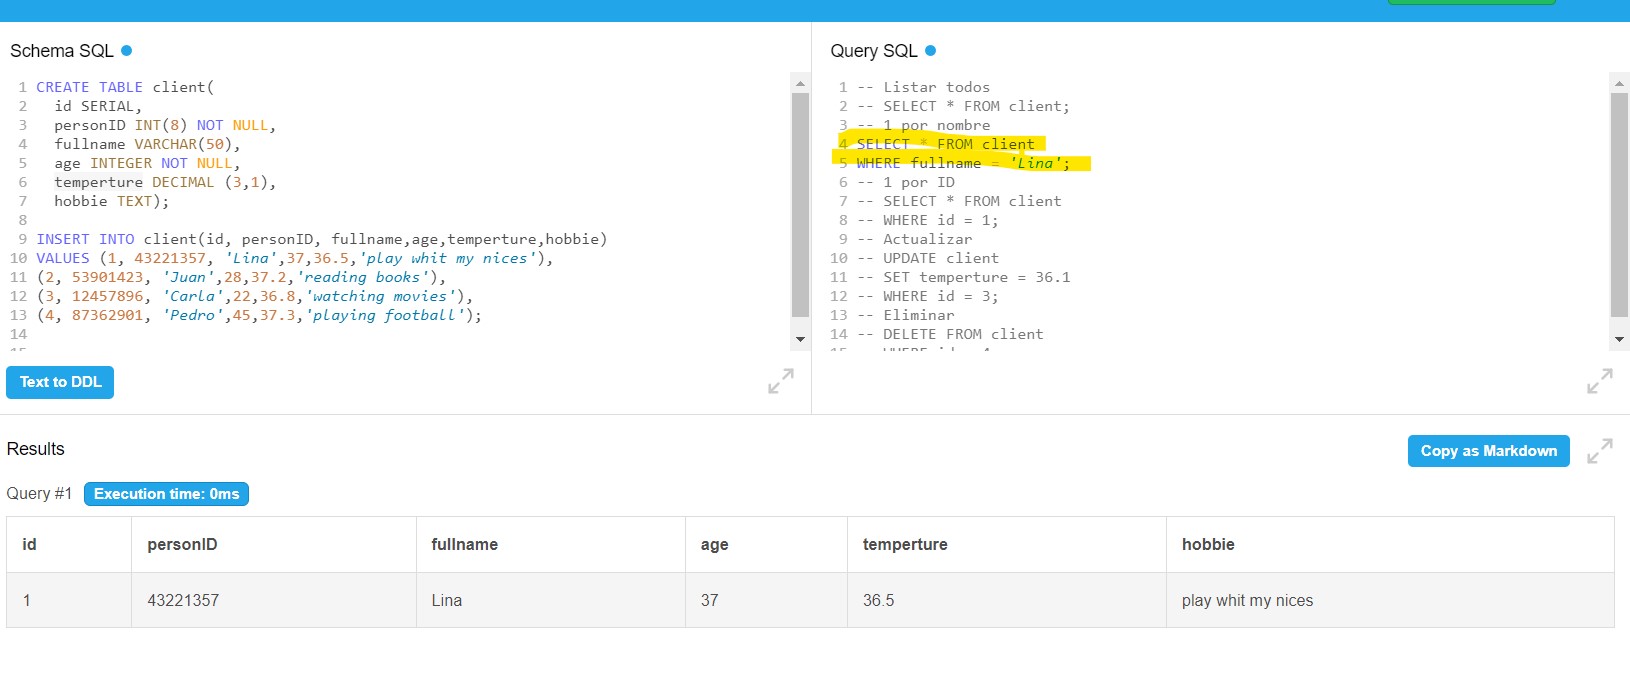 Schema SQL
1 CREATE TABLE client(
2 id SERIAL,
3 personID INT(8) NOT NULL,
4 fullname VARCHAR(50),
5 age INTEGER NOT NULL,
6 temperture DECIMAL (3,1),
7 hobbie TEXT);
8
9 INSERT INTO client(id, personID, fullname,age,temperture,hobbie)
10 VALUES (1, 43221357, 'Lina',37,36.5,'play whit my nices'),
11 (2, 53901423, 'Juan',28,37.2,'reading books'),
12 (3, 12457896, 'Carla',22,36.8,'watching movies'),
13 (4, 87362901, 'Pedro',45,37.3,'playing football');
14
Text to DDL
Query SQL
1 -- Listar todos
2 -- SELECT * FROM client;
3 -- 1 por nombre
4 SELECT * FROM client
5 WHERE fullname = 'Lina';
6 -- 1 por ID
7 -- SELECT * FROM client
8 -- WHERE id = 1;
9 -- Actualizar
10 -- UPDATE client
11 -- SET temperture = 36.1
12 -- WHERE id = 3;
13 -- Eliminar
14 -- DELETE FROM client
Results
Copy as Markdown
Query #1 Execution time: 0ms
id personID fullname age temperture hobbie
1 43221357 Lina 37 36.5 play whit my nices